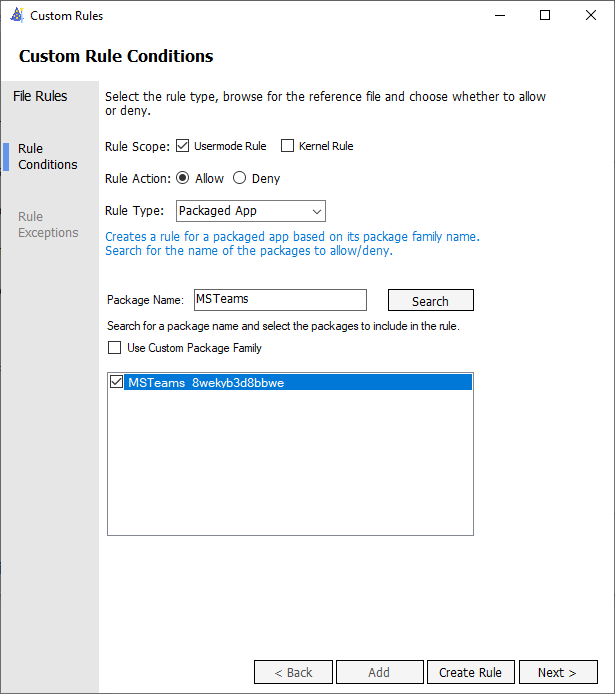 Custom Rules
Custom Rule Conditions
File Rules
Rule
Conditions
Rule
Exceptions
Select the rule type, browse for the reference file and choose whether to allow
or deny.
Rule Scope: Usermode Rule Kernel Rule
Rule Action: Allow Deny
Rule Type: Packaged App
Creates a rule for a packaged app based on its package family name.
Search for the name of the packages to allow/deny.
Package Name: MSTeams Search
Search for a package name and select the packages to include in the rule.
Use Custom Package Family
MSTeams_8wekyb3d8bbwe
< Back Add Create Rule Next >